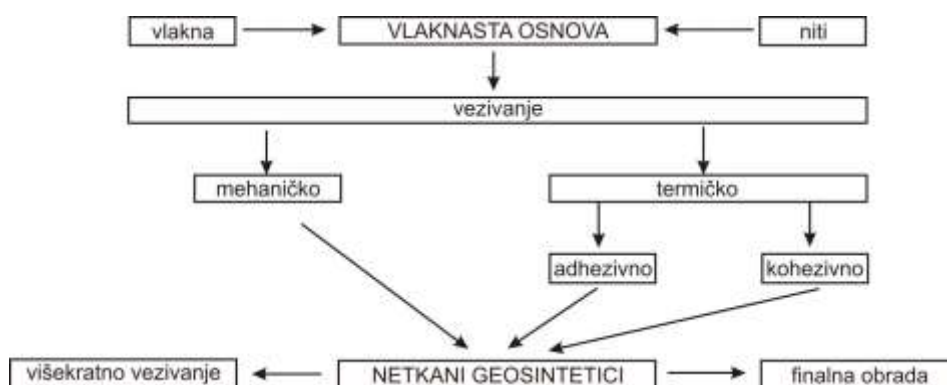 vlakna
VLAKNASTA OSNOVA
niti
vezivanje
mehaničko
termičko
adhezivno
kohezivno
višekratno vezivanje
NETKANI GEOSINTETICI
finalna obrada